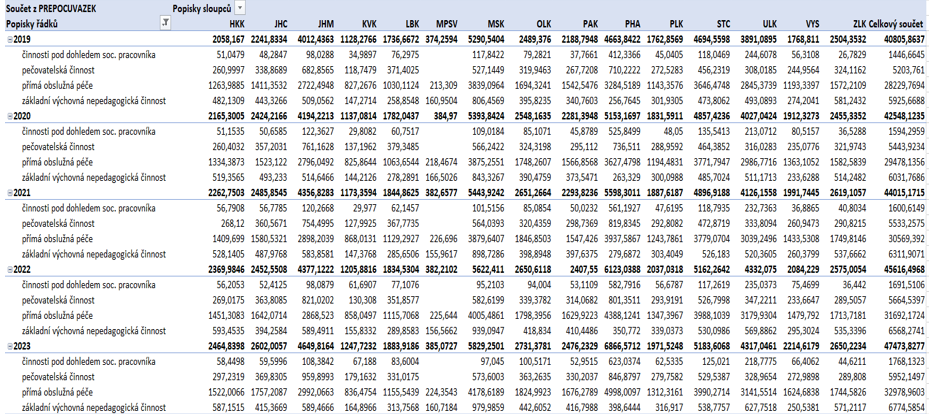 Součet z PREPOCUVAZEK Popisky sloupců
Popisky řádků HKK JHC JHM KVK LBK MPSV MSK OLK PAK PHA PLK STC ULK VYS ZLK Celkový součet
2019 2058,167 2241,8334 4012,4363 1128,2766 1736,6672 374,2594 5290,5404 2489,376 2188,7948 4663,8422 1762,8569 4694,5598 3891,0895 1768,811 2504,3532 40805,8637
činnosti pod dohledem soc. pracovníka 51,0479 48,2847 98,0288 34,9897 76,2975 117,8422 79,2821 37,7661 412,3366 45,0405 118,0469 244,6078 56,3108 26,7829 1446,6645
pečovatelská činnost 260,9997 338,8689 682,8565 118,7479 371,4025 527,1449 319,9463 267,7208 710,2222 272,5283 456,2319 308,0185 244,9564 324,1162 5203,761
přímá obslužná péče 1263,9885 1411,3532 2722,4948 827,2676 1030,1124 213,309 3839,0964 1694,3241 1542,5476 3284,5189 1143,3576 3646,4748 2845,3739 1193,3397 1572,2109 28229,7694
základní výchovná nepedagogická činnost 482,1309 443,3266 509,0562 147,2714 258,8548 160,9504 806,4569 395,8235 340,7603 256,7645 301,9305 473,8062 493,0893 274,2041 581,2432 5925,6688
2020 2165,3005 2424,2166 4194,2213 1137,0814 1782,0437 384,97 5393,8424 2548,1635 2281,3948 5153,1697 1831,5911 4857,4236 4027,0424 1912,3273 2455,3352 42548,1235
činnosti pod dohledem soc. pracovníka 51,1535 50,6585 122,3627 29,8082 60,7517 109,0184 85,1071 45,8789 525,8499 48,05 135,5413 213,0712 80,5157 36,5288 1594,2959
pečovatelská činnost 260,4032 357,2031 761,1628 137,1962 379,3485 566,2422 324,3198 295,112 736,511 288,9592 464,3852 316,0283 235,0776 321,9743 5443,9234
přímá obslužná péče 1334,3873 1523,122 2796,0492 825,8644 1063,6544 218,4674 3875,2551 1748,2607 1566,8568 3627,4798 1194,4831 3771,7947 2986,7716 1363,1052 1582,5839 29478,1356
základní výchovná nepedagogická činnost 519,3565 493,233 514,6466 144,2126 278,2891 166,5026 843,3267 390,4759 373,5471 263,329 300,0988 485,7024 511,1713 233,6288 514,2482 6031,7686
2021 2262,7503 2485,8545 4356,8283 1173,3594 1844,8625 382,6577 5443,9242 2651,2664 2293,8236 5598,3011 1887,6187 4896,9188 4126,1558 1991,7445 2619,1057 44015,1715
činnosti pod dohledem soc. pracovníka 56,7908 56,7785 120,2668 29,977 62,1457 101,5156 85,0854 50,0232 561,1927 47,6195 118,7935 232,7363 36,8865 40,8034 1600,6149
pečovatelská činnost 268,12 360,5671 754,4995 127,9925 367,7735 564,0393 320,4359 298,7369 819,8345 292,8082 472,8719 333,8094 260,9473 290,8215 5533,2575
přímá obslužná péče 1409,699 1580,5321 2898,2039 868,0131 1129,2927 226,696 3879,6407 1846,8503 1547,426 3937,5867 1243,7861 3779,0704 3039,2496 1433,5308 1749,8146 30569,392
základní výchovná nepedagogická činnost 528,1405 487,9768 583,8581 147,3768 285,6506 155,9617 898,7286 398,8948 397,6375 279,6872 303,4049 526,183 520,3605 260,3799 537,6662 6311,9071
2022 2369,9846 2452,5508 4377,1222 1205,8816 1834,5304 382,2102 5622,411 2650,6118 2407,55 6123,0388 2037,0318 5162,2642 4332,075 2084,229 2575,0054 45616,4968
činnosti pod dohledem soc. pracovníka 56,2053 52,4125 98,0879 61,6907 77,1076 95,2103 94,004 53,1109 582,7916 56,6787 117,2619 235,0373 75,4699 36,442 1691,5106
pečovatelská činnost 269,0175 363,8085 821,0202 130,308 351,8577 582,6199 339,3782 314,0682 801,3511 293,9191 526,7998 347,2211 233,6647 289,5057 5664,5397
přímá obslužná péče 1451,3083 1642,0714 2868,523 858,0497 1115,7068 225,644 4005,4861 1798,3956 1629,9223 4388,1241 1347,3967 3988,1039 3179,9304 1479,792 1713,7181 31692,1724
základní výchovná nepedagogická činnost 593,4535 394,2584 589,4911 155,8332 289,8583 156,5662 939,0947 418,834 410,4486 350,772 339,0373 530,0986 569,8862 295,3024 535,3396 6568,2741
2023 2464,8398 2602,0057 4649,8164 1247,7232 1883,9186 385,0727 5829,2501 2731,3781 2476,2329 6866,5712 1971,5248 5183,6068 4317,0461 2214,6179 2650,2234 47473,8277
činnosti pod dohledem soc. pracovníka 58,4498 59,5996 108,3842 67,188 83,6004 97,045 100,5171 52,9515 623,0374 62,5335 125,021 218,7775 66,4062 44,6211 1768,1323
pečovatelská činnost 297,2319 369,8305 959,8993 179,1632 331,0175 573,6003 363,2635 330,2037 846,8797 279,7582 529,5387 328,9654 272,9898 289,808 5952,1497
přímá obslužná péče 1522,0066 1757,2087 2992,0663 836,4754 1155,5439 224,3543 4178,6189 1824,9923 1676,2789 4998,0097 1312,3161 3990,2714 3141,5514 1624,6838 1744,5826 32978,9603
základní výchovná nepedagogická činnost 587,1515 415,3669 589,4666 164,8966 313,7568 160,7184 979,9859 442,6052 416,7988 398,6444 316,917 538,7757 627,7518 250,5381 571,2117 6774,5854